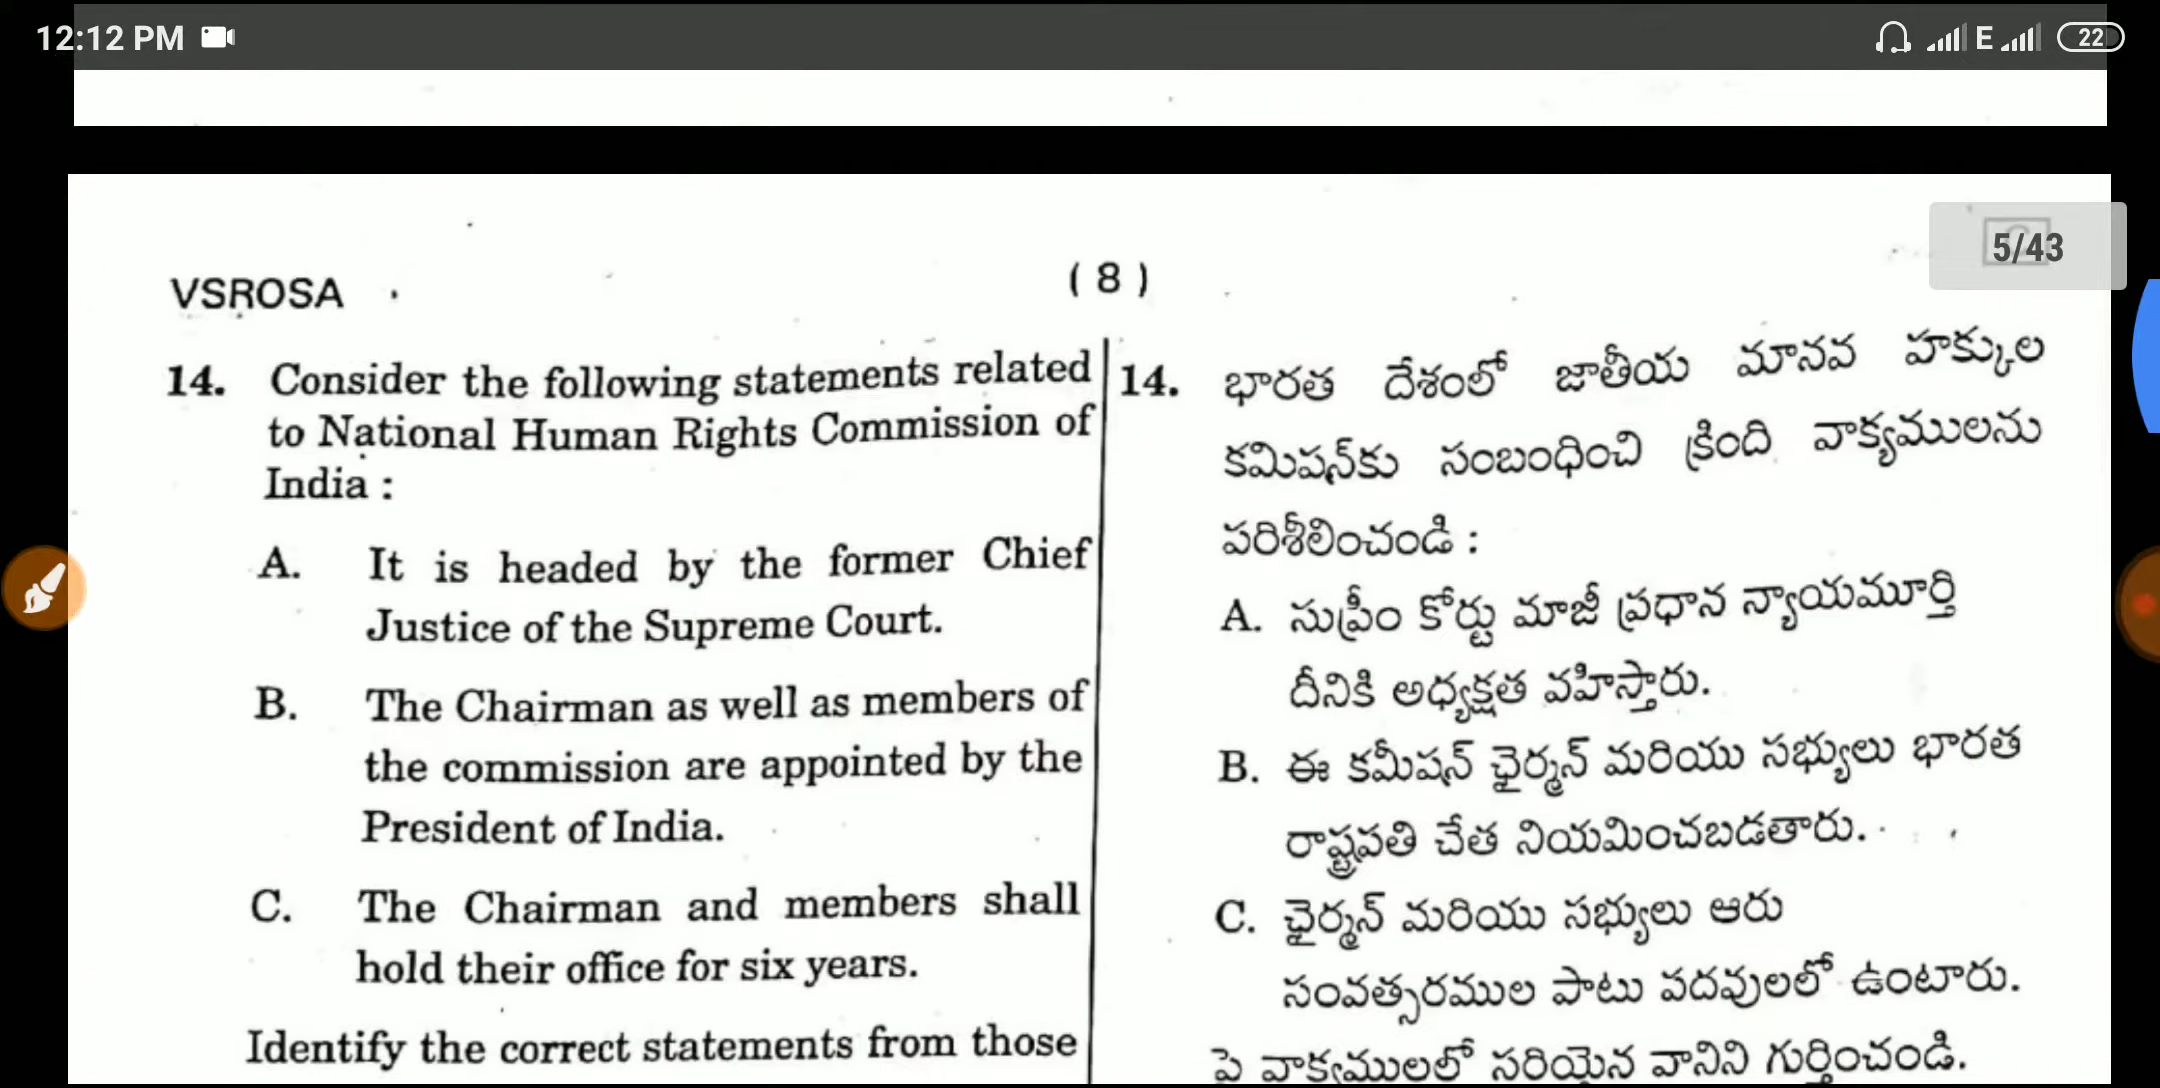 12:12 PM
E
22
5/43
VSROSA
( 8 )
14. Consider the following statements related
to National Human Rights Commission of
India :
A. It is headed by the former Chief
Justice of the Supreme Court.
B. The Chairman as well as members of
the commission are appointed by the
President of India.
C. The Chairman and members shall
hold their office for six years.
Identify the correct statements from those
14. భారత దేశంలో జాతీయ మానవ హక్కుల
కమిషన్‌కు సంబంధించి క్రింది వాక్యములను
పరిశీలించండి :
A. సుప్రీం కోర్టు మాజీ ప్రధాన న్యాయమూర్తి
దీనికి అధ్యక్షత వహిస్తారు.
B. ఈ కమీషన్ ఛైర్మన్ మరియు సభ్యులు భారత
రాష్ట్రపతి చేత నియమించబడతారు.
C. ఛైర్మన్ మరియు సభ్యులు ఆరు
సంవత్సరముల పాటు పదవులలో ఉంటారు.
పై వాక్యములలో సరియైన వానిని గుర్తించండి.